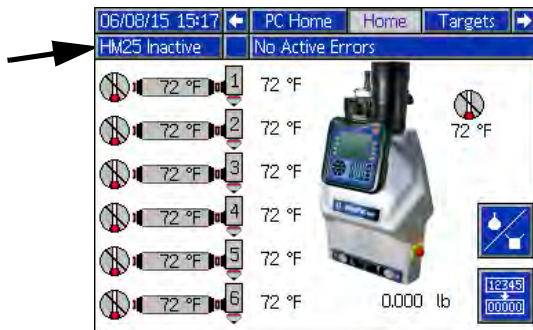 06/08/15 15:17 PC Home Home Targets
HM25 Inactive No Active Errors
72 °F 1 72 °F
72 °F
72 °F 2 72 °F
72 °F 3 72 °F
72 °F 4 72 °F
72 °F 5 72 °F
72 °F 6 72 °F
0.000 lb
12345
00000